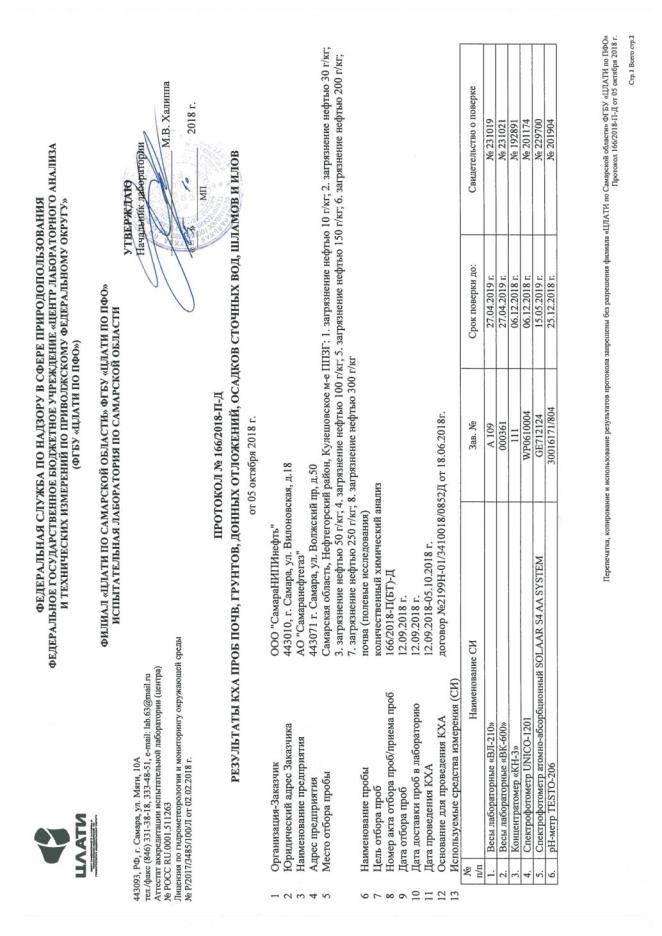 ЦЛАТИ
ФЕДЕРАЛЬНАЯ СЛУЖБА ПО НАДЗОРУ В СФЕРЕ ПРИРОДОПОЛЬЗОВАНИЯ
ФЕДЕРАЛЬНОЕ ГОСУДАРСТВЕННОЕ БЮДЖЕТНОЕ УЧРЕЖДЕНИЕ «ЦЕНТР ЛАБОРАТОРНОГО АНАЛИЗА
И ТЕХНИЧЕСКИХ ИЗМЕРЕНИЙ ПО ПРИВОЛЖСКОМУ ФЕДЕРАЛЬНОМУ ОКРУГУ»
(ФГБУ «ЦЛАТИ ПО ПФО»)
ФИЛИАЛ «ЦЛАТИ ПО САМАРСКОЙ ОБЛАСТИ» ФГБУ «ЦЛАТИ ПО ПФО»
ИСПЫТАТЕЛЬНАЯ ЛАБОРАТОРИЯ ПО САМАРСКОЙ ОБЛАСТИ
443093, РФ, г. Самара, ул. Мяги, 10А
тел./факс (846) 331-38-18, 333-48-51, e-mail: lab.63@mail.ru
Аттестат аккредитации испытательной лаборатории (центра)
№ РОСС RU.0001.511263
Лицензия по гидрометеорологии и мониторингу окружающей среды
№ Р/2017/3485/100/Л от 02.02.2018 г.
УТВЕРЖДАЮ
Начальник лаборатории
М.В. Халиппа
2018 г.
МП
ПРОТОКОЛ № 166/2018-П-Д
РЕЗУЛЬТАТЫ КХА ПРОБ ПОЧВ, ГРУНТОВ, ДОННЫХ ОТЛОЖЕНИЙ, ОСАДКОВ СТОЧНЫХ ВОД, ШЛАМОВ И ИЛОВ
от 05 октября 2018 г.
1 Организация-Заказчик ООО "СамараНИПИнефть"
2 Юридический адрес Заказчика 443010, г. Самара, ул. Вилоновская, д.18
3 Наименование предприятия АО "Самаранефтегаз"
4 Адрес предприятия 443071 г. Самара, ул. Волжский пр, д.50
5 Место отбора пробы Самарская область, Нефтегорский район, Кулешовское м-е ППЗГ: 1. загрязнение нефтью 10 г/кг; 2. загрязнение нефтью 30 г/кг;
3. загрязнение нефтью 50 г/кг; 4. загрязнение нефтью 100 г/кг; 5. загрязнение нефтью 150 г/кг; 6. загрязнение нефтью 200 г/кг;
7. загрязнение нефтью 250 г/кг; 8. загрязнение нефтью 300 г/кг
6 Наименование пробы почва (полевые исследования)
7 Цель отбора проб количественный химический анализ
8 Номер акта отбора проб/приема проб 166/2018-П(БТ)-Д
9 Дата отбора проб 12.09.2018 г.
10 Дата доставки проб в лабораторию 12.09.2018 г.
11 Дата проведения КХА 12.09.2018-05.10.2018 г.
12 Основание для проведения КХА договор №2199Н-01/3410018/0852Д от 18.06.2018г.
13 Используемые средства измерения (СИ)
№ п/п Наименование СИ Зав. № Срок поверки до: Свидетельство о поверке
1. Весы лабораторные «ВЛ-210» А 109 27.04.2019 г. № 231019
2. Весы лабораторные «ВК-600» 000361 27.04.2019 г. № 231021
3. Концентратомер «КН-3» 111 06.12.2018 г. № 192891
4. Спектрофотометр UNICO-1201 WP0610004 06.12.2018 г. № 201174
5. Спектрофотометр атомно-абсорбционный SOLAAR S4 AA SYSTEM GE712124 15.05.2019 г. № 229700
6. pH-метр TESTO-206 30016171/804 25.12.2018 г. № 201904
Перепечатка, копирование и использование результатов протокола запрещены без разрешения филиала «ЦЛАТИ по Самарской области» ФГБУ «ЦЛАТИ по ПФО»
Протокол 166/2018-П-Д от 05 октября 2018 г.
Стр.1 Всего стр.2